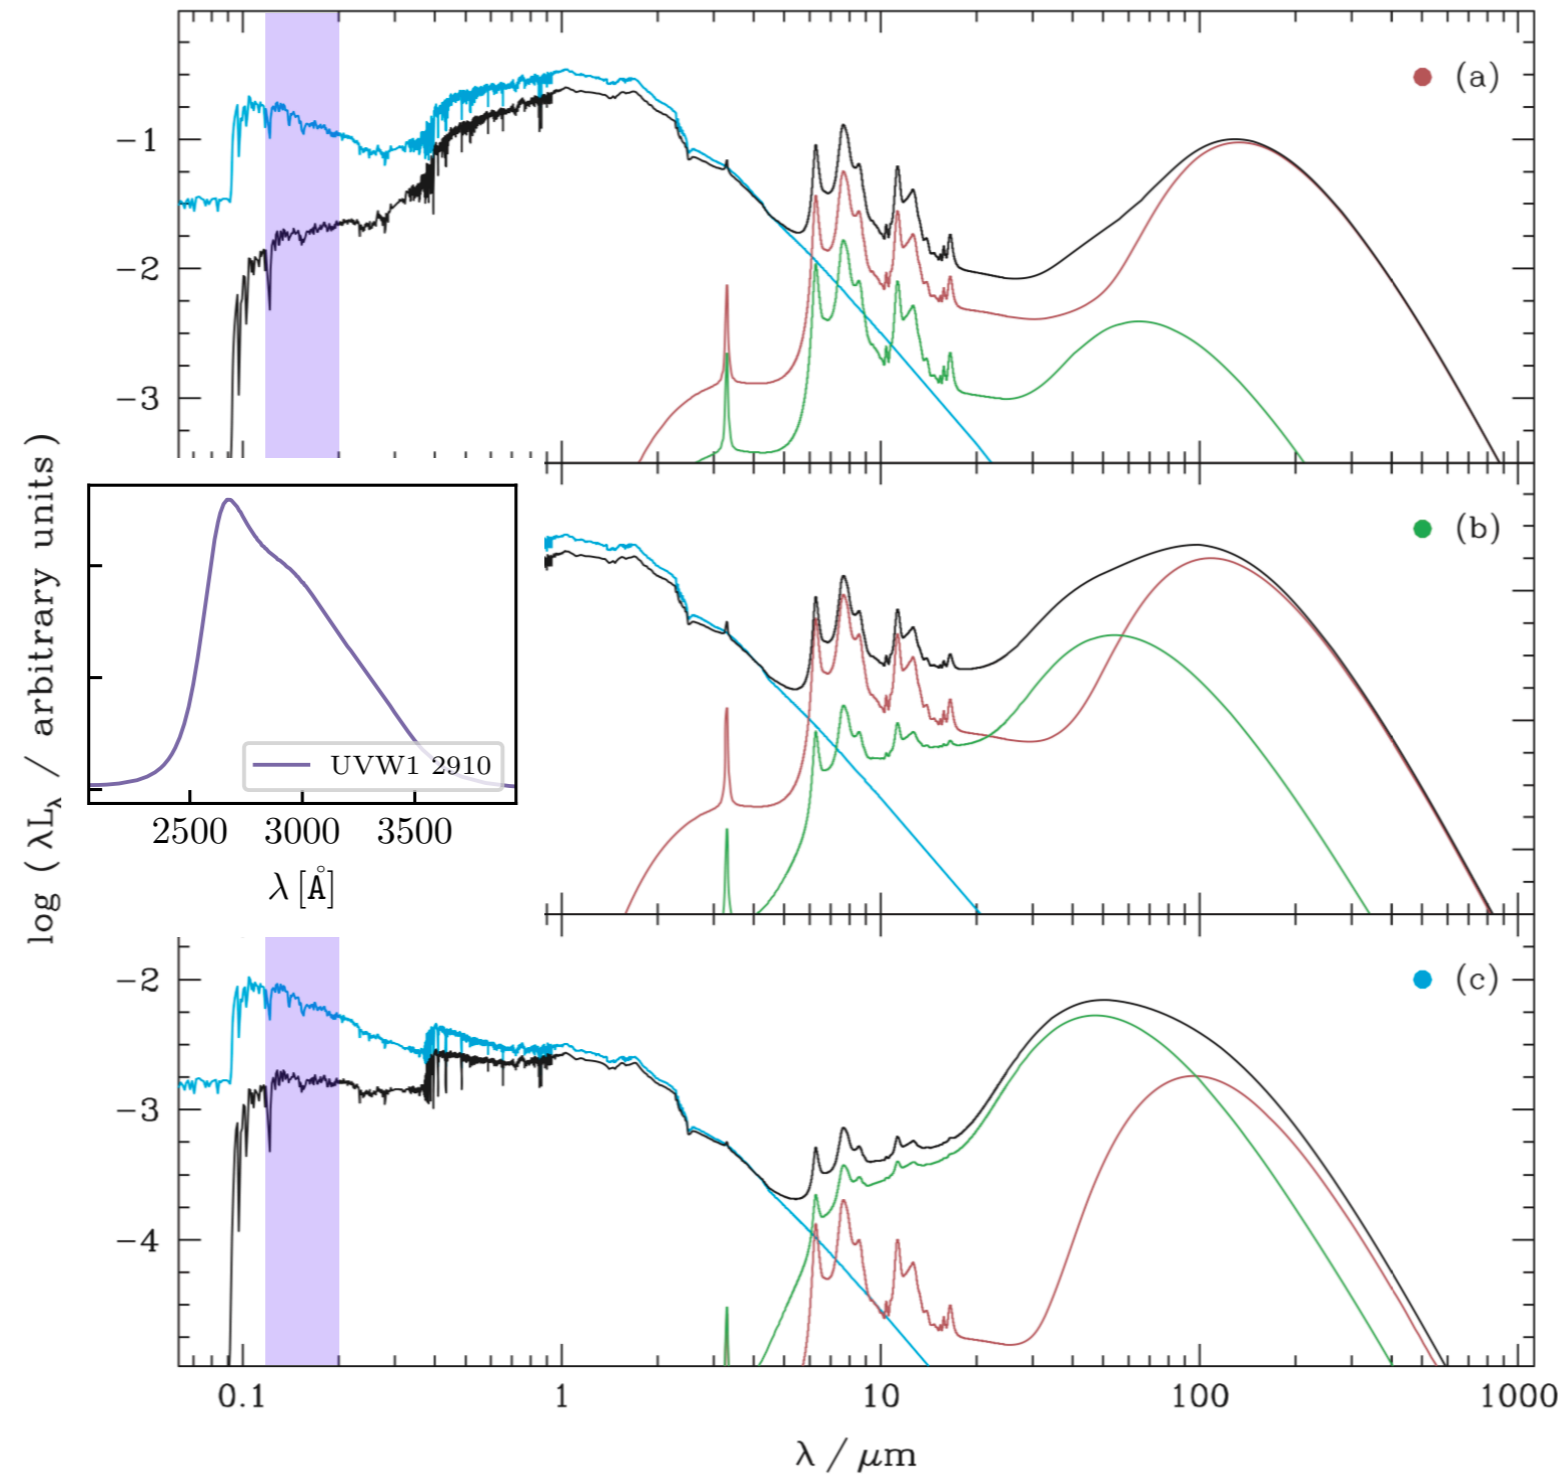 (a)
−1
−2
−3
(b)
log ( λLλ / arbitrary units)
UVW1 2910
2500 3000 3500
λ [Å]
(c)
−2
−3
−4
0.1 1 10 100 1000
λ / μm